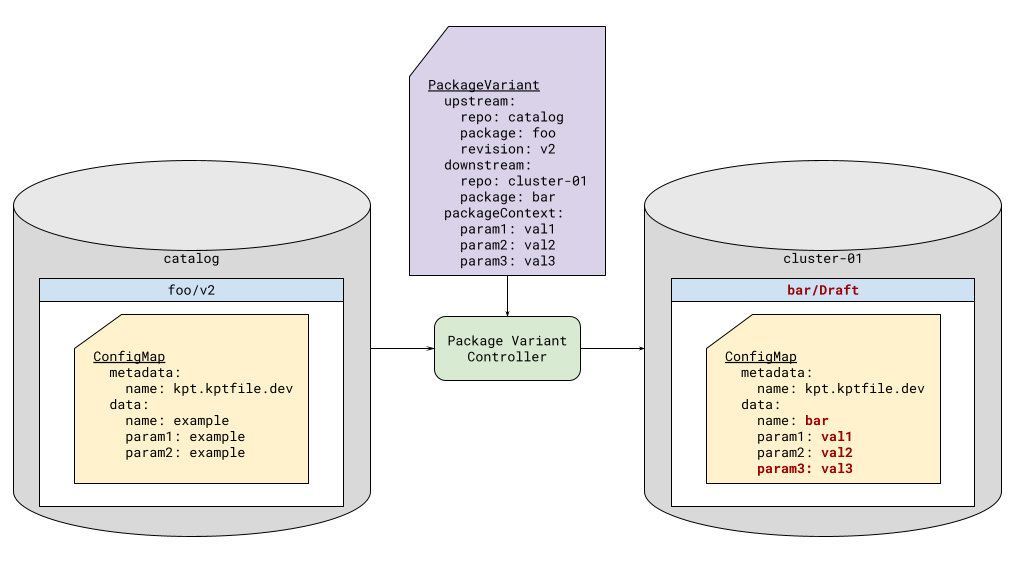 PackageVariant
upstream:
repo: catalog
package: foo
revision: v2
downstream:
repo: cluster-01
package: bar
packageContext:
param1: val1
param2: val2
param3: val3
catalog
foo/v2
ConfigMap
metadata:
name: kpt.kptfile.dev
data:
name: example
param1: example
param2: example
Package Variant
Controller
cluster-01
bar/Draft
ConfigMap
metadata:
name: kpt.kptfile.dev
data:
name: bar
param1: val1
param2: val2
param3: val3